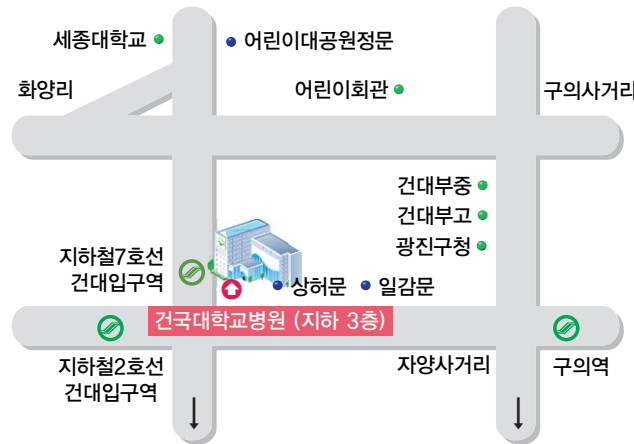 세종대학교
어린이대공원정문
화양리
어린이회관
구의사거리
건대부중
건대부고
광진구청
지하철7호선
건대입구역
상허문
일감문
건국대학교병원 (지하 3층)
지하철2호선
건대입구역
자양사거리
구의역